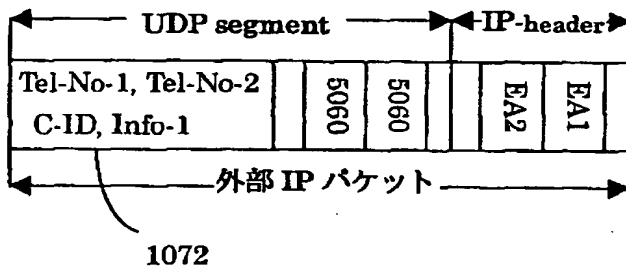 UDP segment
IP-header
Tel-No-1, Tel-No-2
C-ID, Info-1
5060
5060
EA2
EA1
外部 IP パケット
1072